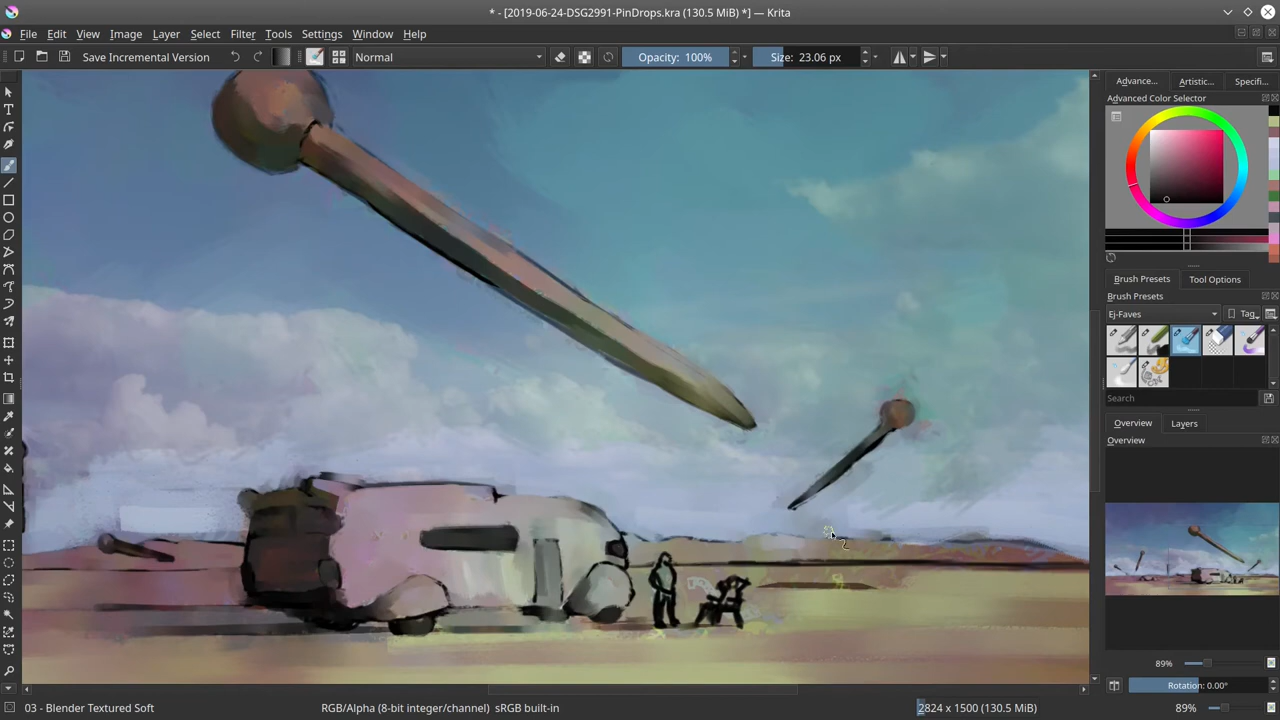 * - [2019-06-24-DSG2991-PinDrops.kra (130.5 MiB) *] — Krita
File Edit View Image Layer Select Filter Tools Settings Window Help
Save Incremental Version Normal Opacity: 100% Size: 23.06 px
Advance... Artistic... Specifi...
Advanced Color Selector
Brush Presets Tool Options
Brush Presets
Ej-Faves Tag
Search
Overview Layers
Overview
89%
Rotation: 0.00°
03 - Blender Textured Soft RGB/Alpha (8-bit integer/channel) sRGB built-in 2824 x 1500 (130.5 MiB) 89%